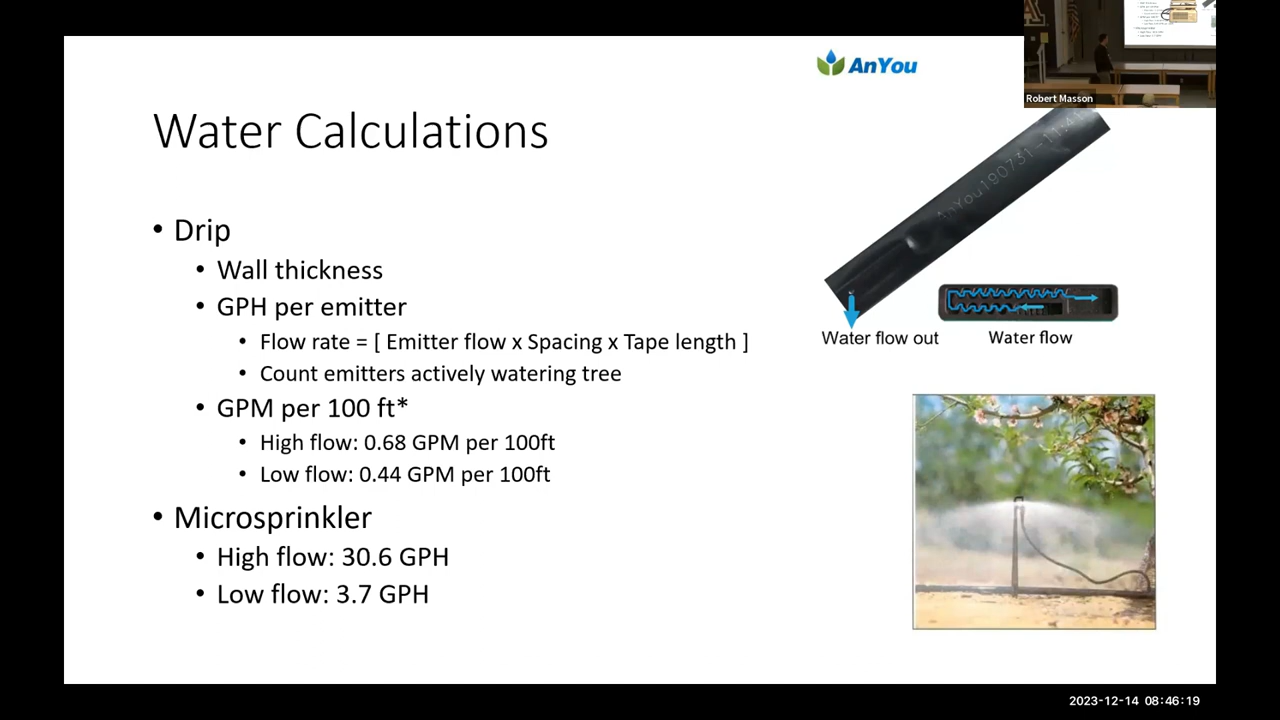 AnYou
Robert Masson
Water Calculations
AnYou190731-11:4
• Drip
• Wall thickness
• GPH per emitter
• Flow rate = [ Emitter flow x Spacing x Tape length ]
• Count emitters actively watering tree
• GPM per 100 ft*
• High flow: 0.68 GPM per 100ft
• Low flow: 0.44 GPM per 100ft
• Microsprinkler
• High flow: 30.6 GPH
• Low flow: 3.7 GPH
Water flow out
Water flow
2023-12-14 08:46:19